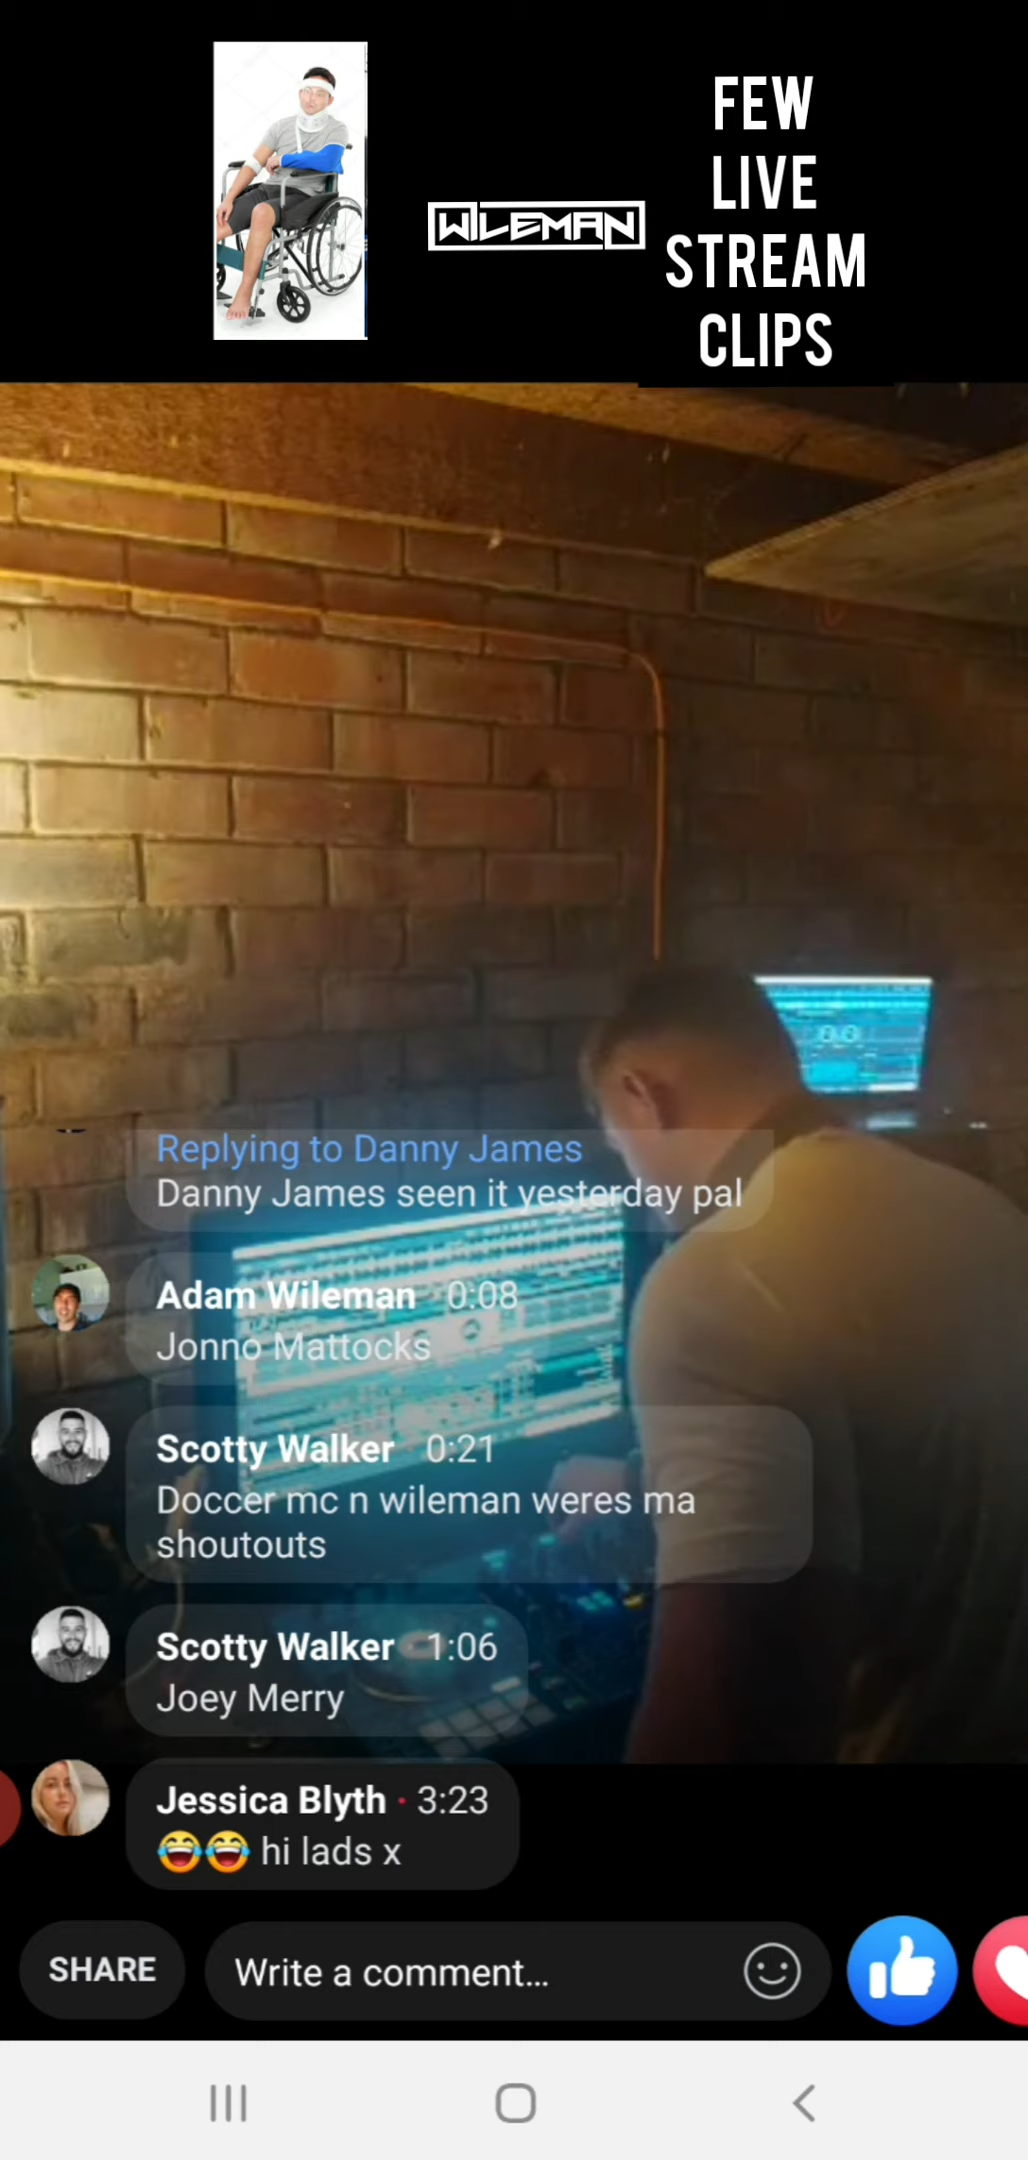 WILEMAN
FEW
LIVE
STREAM
CLIPS
Replying to Danny James
Danny James seen it yesterday pal
Adam Wileman 0:08
Jonno Mattocks
Scotty Walker 0:21
Doccer mc n wileman weres ma
shoutouts
Scotty Walker 1:06
Joey Merry
Jessica Blyth · 3:23
😂😂 hi lads x
SHARE
Write a comment...